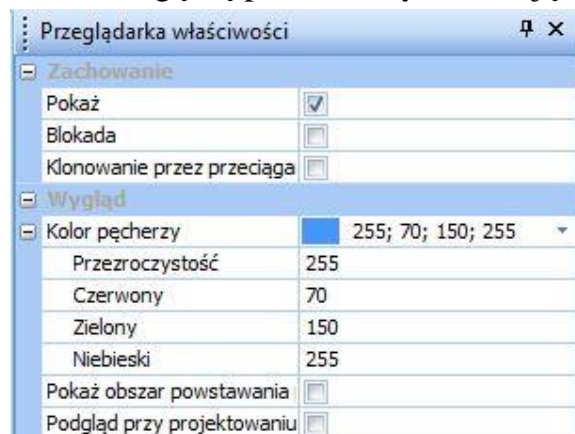 Przeglądarka właściwości
Zachowanie
Pokaż
Blokada
Klonowanie przez przeciąga
Wygląd
Kolor pęcherzy 255; 70; 150; 255
Przezroczystość 255
Czerwony 70
Zielony 150
Niebieski 255
Pokaż obszar powstawania
Podgląd przy projektowaniu